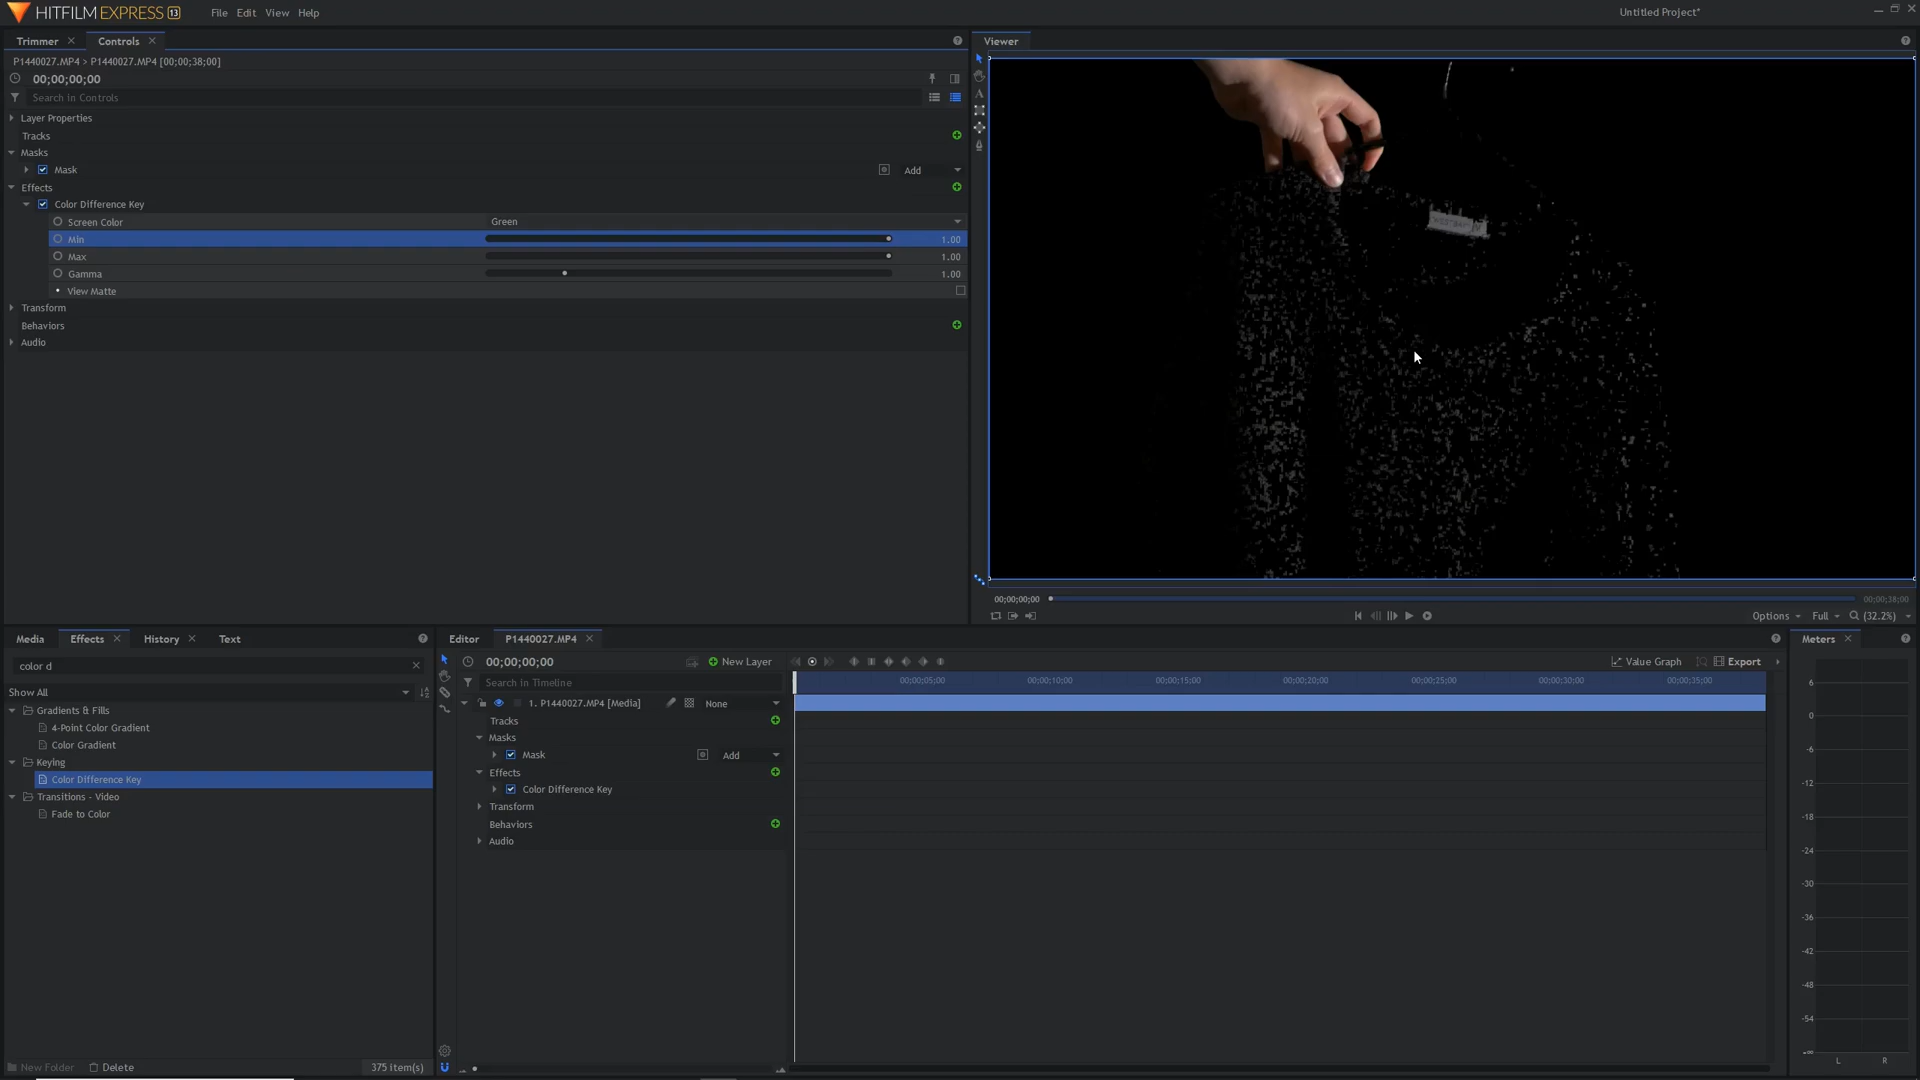 HITFILM EXPRESS 13 File Edit View Help Untitled Project*
Trimmer Controls
P1440027.MP4 > P1440027.MP4 [00;00;38;00]
00;00;00;00
Search in Controls
Layer Properties
Tracks
Masks
Mask Add
Effects
Color Difference Key
Screen Color Green
Min 1.00
Max 1.00
Gamma 1.00
View Matte
Transform
Behaviors
Audio
Viewer
00;00;00;00 00;00;38;00
Options Full (32.2%)
Media Effects History Text
color d
Show All
Gradients & Fills
4-Point Color Gradient
Color Gradient
Keying
Color Difference Key
Transitions - Video
Fade to Color
New Folder Delete 375 item(s)
Editor P1440027.MP4
00;00;00;00 New Layer Value Graph Export
Search in Timeline 00;00;05;00 00;00;10;00 00;00;15;00 00;00;20;00 00;00;25;00 00;00;30;00 00;00;35;00
1. P1440027.MP4 [Media] None
Tracks
Masks
Mask Add
Effects
Color Difference Key
Transform
Behaviors
Audio
Meters
6
0
-6
-12
-18
-24
-30
-36
-42
-48
-54
-∞
L R